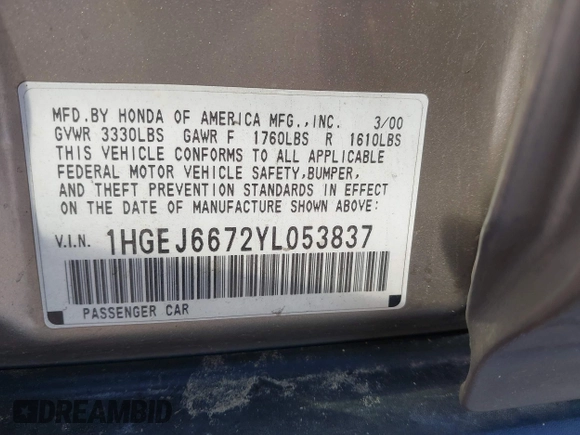 MFD.BY HONDA OF AMERICA MFG.,INC. 3/00
GVWR 3330LBS GAWR F 1760LBS R 1610LBS
THIS VEHICLE CONFORMS TO ALL APPLICABLE
FEDERAL MOTOR VEHICLE SAFETY,BUMPER,
AND THEFT PREVENTION STANDARDS IN EFFECT
ON THE DATE OF MANUFACTURE SHOWN ABOVE:
V.I.N. 1HGEJ6672YL053837
PASSENGER CAR
DREAMBID